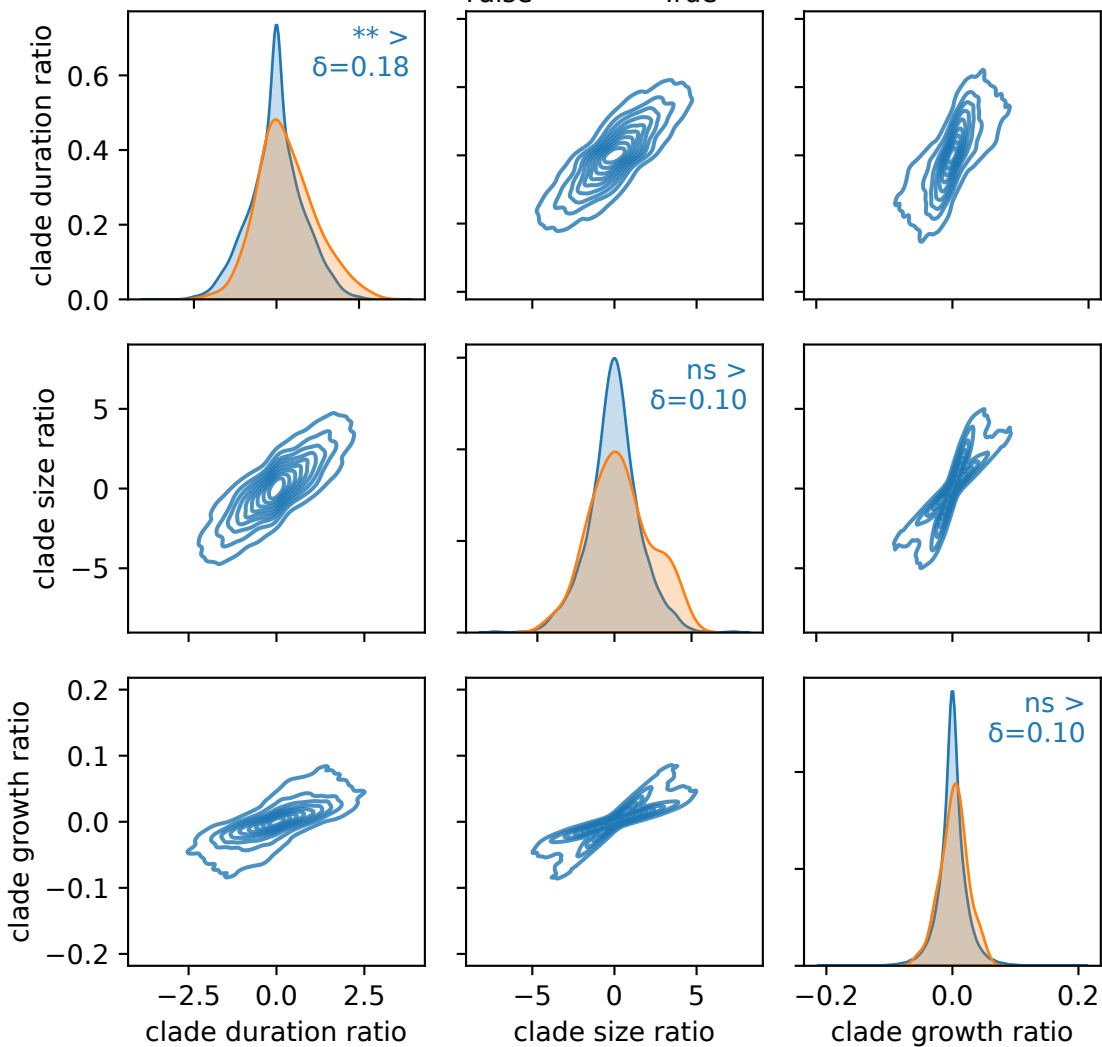 clade duration ratio
0.6
0.4
0.2
0.0
** >
δ=0.18
clade size ratio
5
0
−5
ns >
δ=0.10
clade growth ratio
0.2
0.1
0.0
−0.1
−0.2
ns >
δ=0.10
−2.5 0.0 2.5
−5 0 5
−0.2 0.0 0.2
clade duration ratio
clade size ratio
clade growth ratio